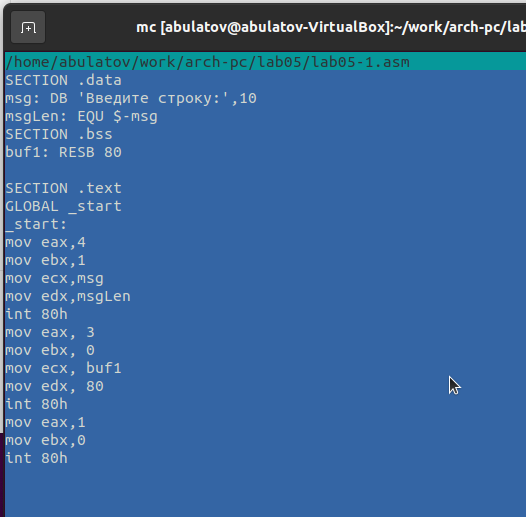 mc [abulatov@abulatov-VirtualBox]:~/work/arch-pc/lab
/home/abulatov/work/arch-pc/lab05/lab05-1.asm
SECTION .data
msg: DB 'Введите строку:',10
msgLen: EQU $-msg
SECTION .bss
buf1: RESB 80
SECTION .text
GLOBAL _start
_start:
mov eax,4
mov ebx,1
mov ecx,msg
mov edx,msgLen
int 80h
mov eax, 3
mov ebx, 0
mov ecx, buf1
mov edx, 80
int 80h
mov eax,1
mov ebx,0
int 80h